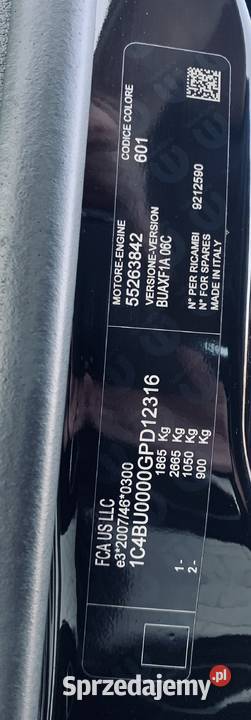 FCA US LLC
e3*2007/46*0300
1C4BU0000GPD12316
1865 Kg
2665 Kg
1- 1050 Kg
2- 900 Kg
MOTORE-ENGINE
55263842
VERSIONE-VERSION
BUAXF1A 06C
CODICE COLORE
601
N° PER RICAMBI
N° FOR SPARES
9212590
MADE IN ITALY
Sprzedajemy.pl